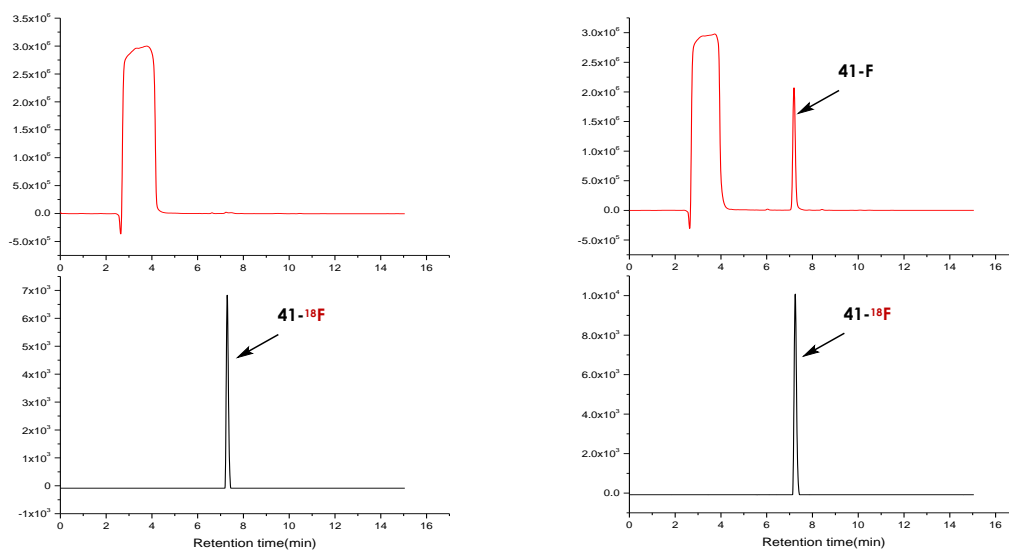 3.5x10⁶
3.0x10⁶
2.5x10⁶
2.0x10⁶
1.5x10⁶
1.0x10⁶
5.0x10⁵
0.0
-5.0x10⁵
0 2 4 6 8 10 12 14 16
3.0x10⁶
2.5x10⁶
2.0x10⁶
1.5x10⁶
1.0x10⁶
5.0x10⁵
0.0
-5.0x10⁵
41-F
0 2 4 6 8 10 12 14 16
7x10³
6x10³
5x10³
4x10³
3x10³
2x10³
1x10³
0
-1x10³
41-¹⁸F
0 2 4 6 8 10 12 14 16
Retention time(min)
1.0x10⁴
8.0x10³
6.0x10³
4.0x10³
2.0x10³
0.0
41-¹⁸F
0 2 4 6 8 10 12 14 16
Retention time(min)